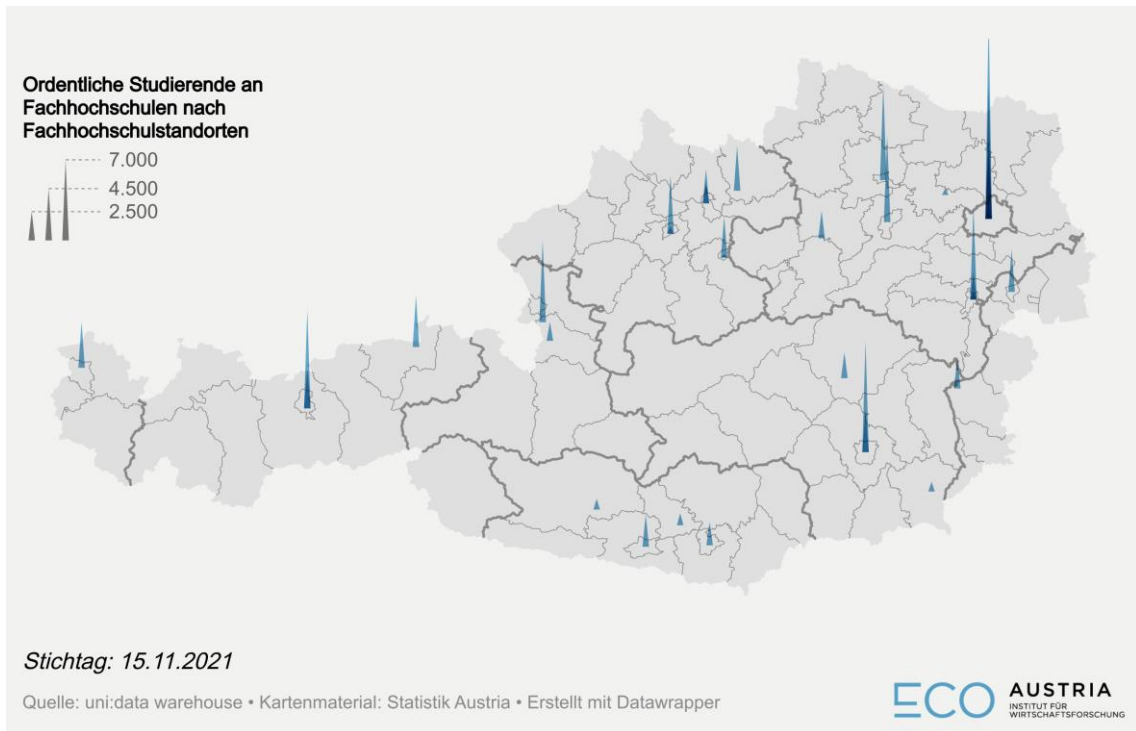 Ordentliche Studierende an
Fachhochschulen nach
Fachhochschulstandorten
7.000
4.500
2.500
Stichtag: 15.11.2021
Quelle: uni:data warehouse • Kartenmaterial: Statistik Austria • Erstellt mit Datawrapper
ECO AUSTRIA
INSTITUT FÜR
WIRTSCHAFTSFORSCHUNG